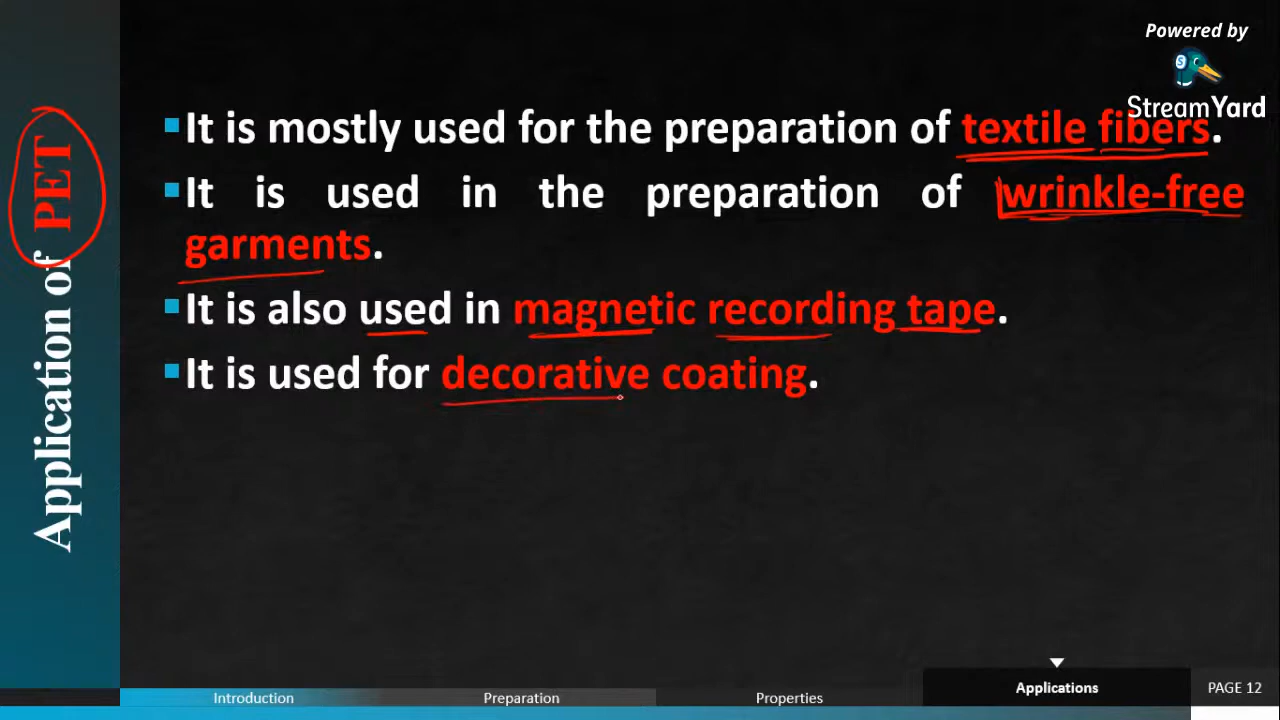 Powered by
StreamYard
Application of PET
It is mostly used for the preparation of textile fibers.
It is used in the preparation of wrinkle-free
garments.
It is also used in magnetic recording tape.
It is used for decorative coating.
Introduction
Preparation
Properties
Applications
PAGE 12